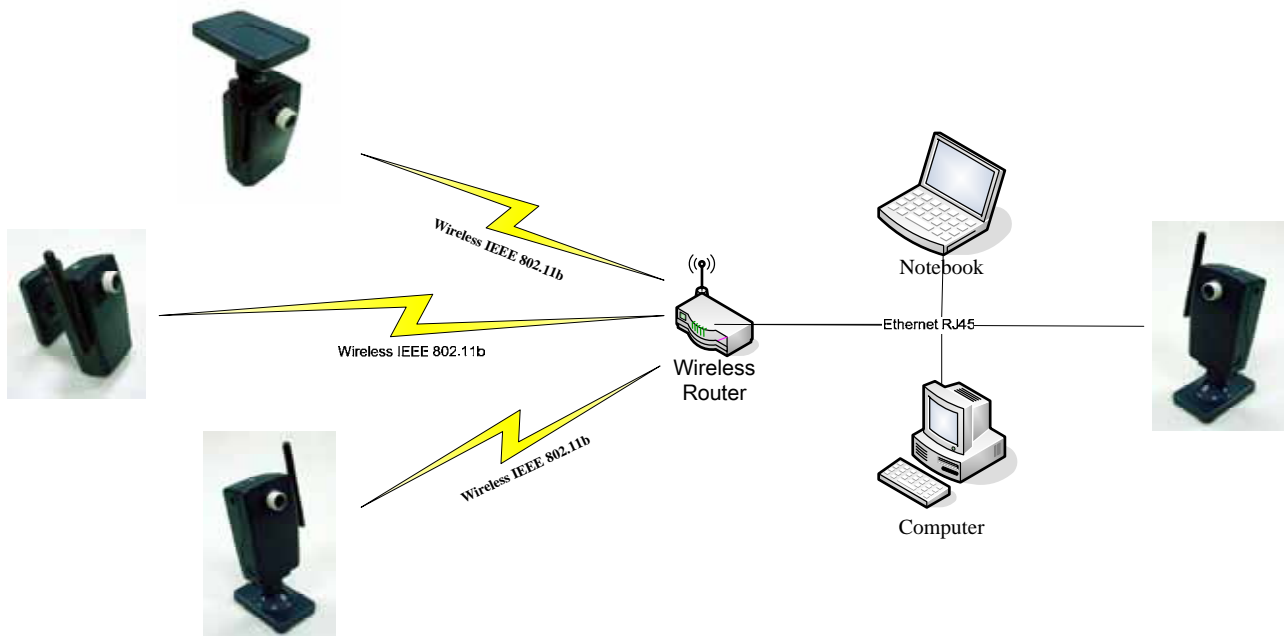 Wireless IEEE 802.11b
Notebook
Ethernet RJ45
Wireless IEEE 802.11b
Wireless
Router
Wireless IEEE 802.11b
Computer